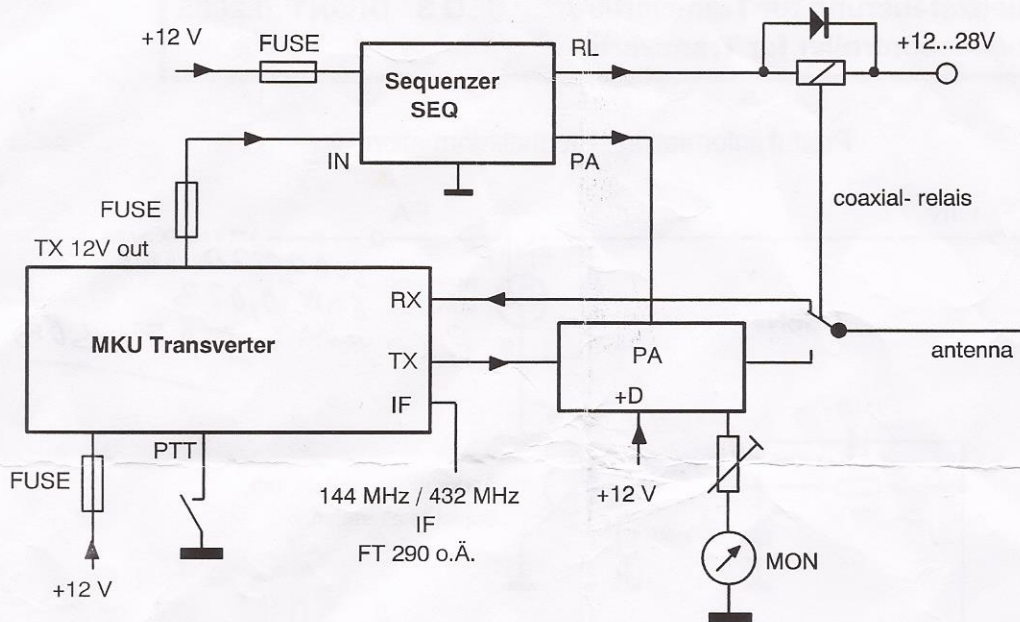 +12 V
FUSE
Sequenzer
SEQ
RL
+12...28V
IN
PA
FUSE
coaxial- relais
TX 12V out
MKU Transverter
RX
TX
IF
PA
+D
antenna
PTT
FUSE
+12 V
144 MHz / 432 MHz
IF
FT 290 o.Ä.
+12 V
MON